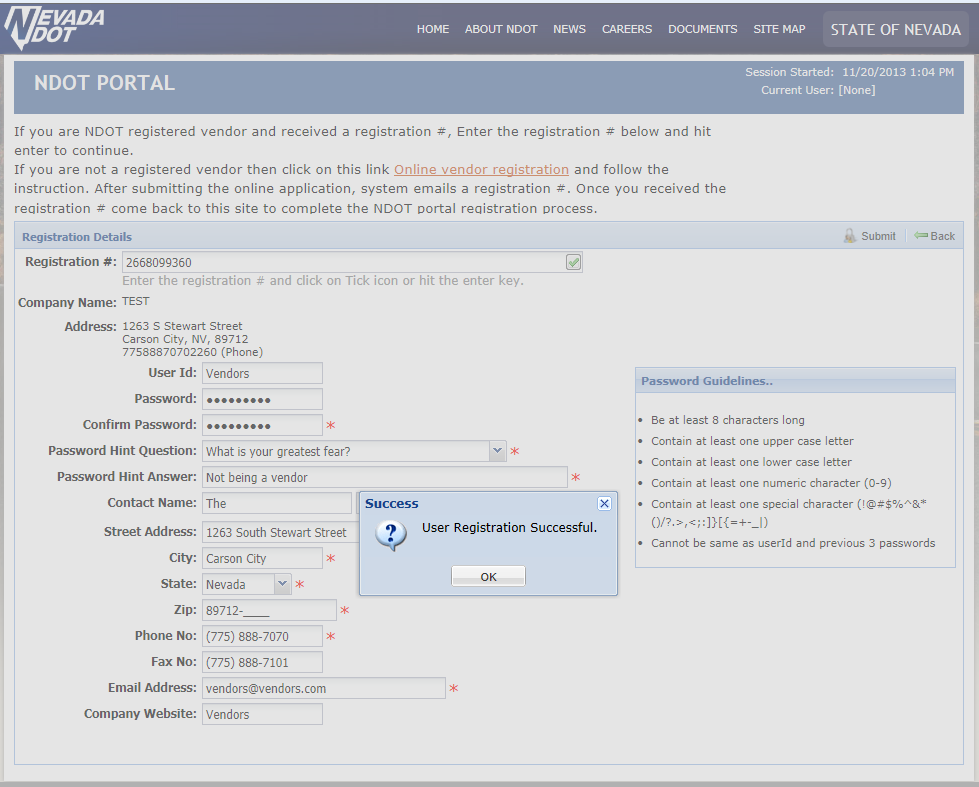 NEVADA
DOT
HOME ABOUT NDOT NEWS CAREERS DOCUMENTS SITE MAP STATE OF NEVADA
NDOT PORTAL
Session Started: 11/20/2013 1:04 PM
Current User: [None]
If you are NDOT registered vendor and received a registration #, Enter the registration # below and hit
enter to continue.
If you are not a registered vendor then click on this link Online vendor registration and follow the
instruction. After submitting the online application, system emails a registration #. Once you received the
registration # come back to this site to complete the NDOT portal registration process.
Registration Details Submit Back
Registration #: 2668099360
Enter the registration # and click on Tick icon or hit the enter key.
Company Name: TEST
Address: 1263 S Stewart Street
Carson City, NV, 89712
77588870702260 (Phone)
User Id: Vendors
Password: •••••••••
Confirm Password: ••••••••• *
Password Hint Question: What is your greatest fear? *
Password Hint Answer: Not being a vendor *
Contact Name: The
Street Address: 1263 South Stewart Street
City: Carson City *
State: Nevada *
Zip: 89712-____ *
Phone No: (775) 888-7070 *
Fax No: (775) 888-7101
Email Address: vendors@vendors.com *
Company Website: Vendors
Password Guidelines..
• Be at least 8 characters long
• Contain at least one upper case letter
• Contain at least one lower case letter
• Contain at least one numeric character (0-9)
• Contain at least one special character (!@#$%^&*
()/?.>,<;:]}[{=+-_|)
• Cannot be same as userId and previous 3 passwords
Success
User Registration Successful.
OK